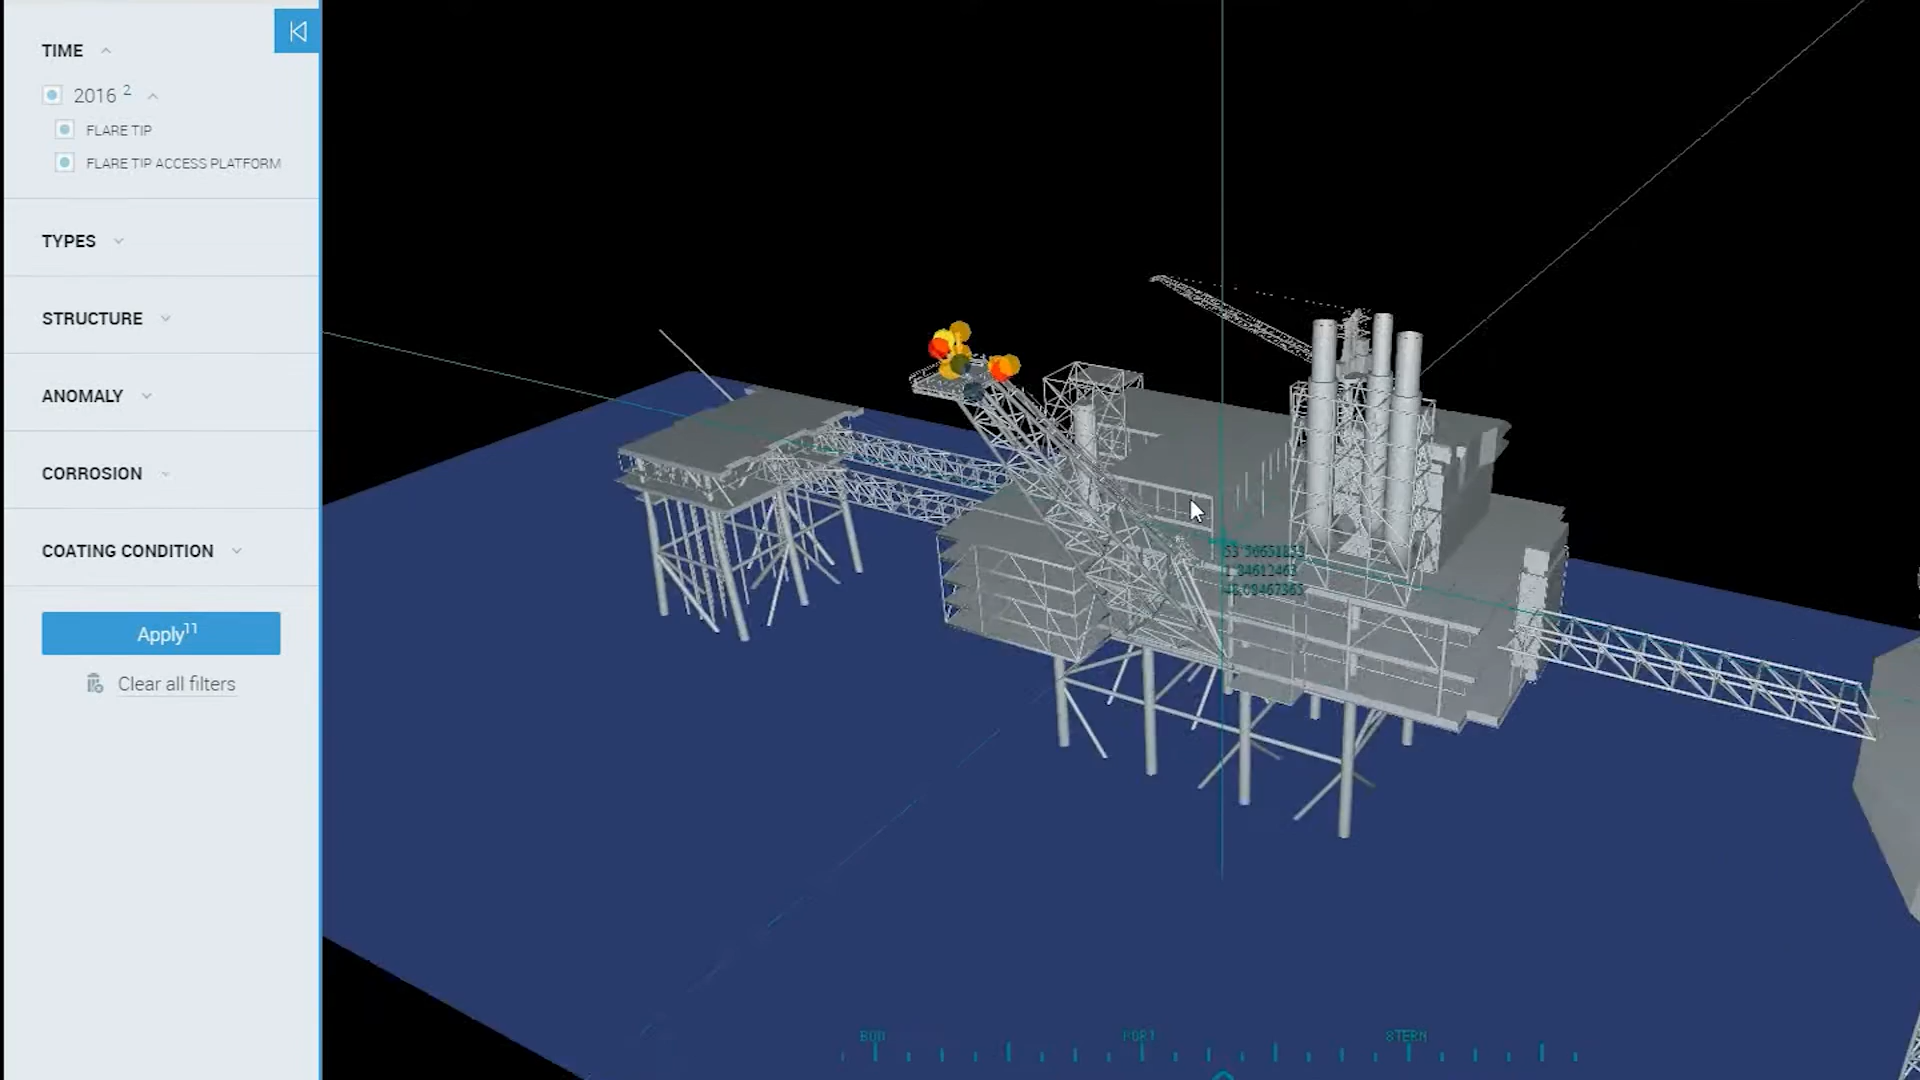 TIME
2016 2
FLARE TIP
FLARE TIP ACCESS PLATFORM
TYPES
STRUCTURE
ANOMALY
CORROSION
COATING CONDITION
Apply11
Clear all filters
PORT
STERN